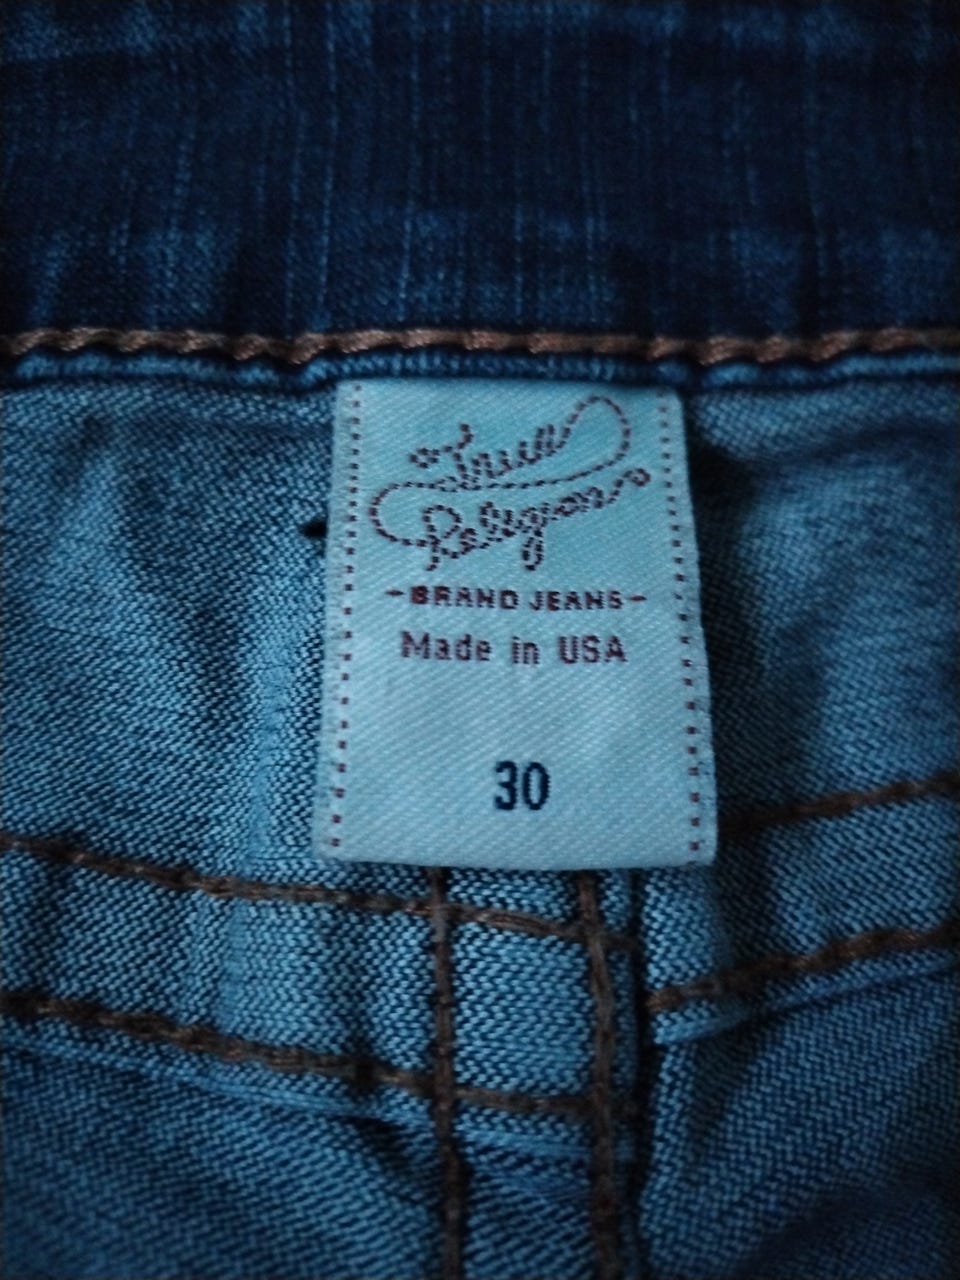 True
Religion
-BRAND JEANS-
Made in USA
30